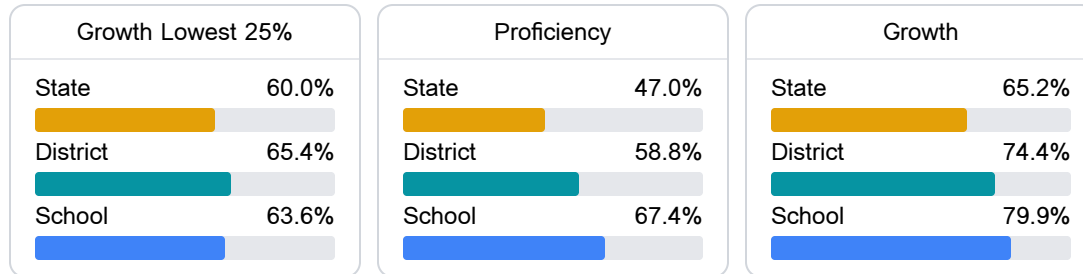 Growth Lowest 25%
State 60.0%
District 65.4%
School 63.6%
Proficiency
State 47.0%
District 58.8%
School 67.4%
Growth
State 65.2%
District 74.4%
School 79.9%